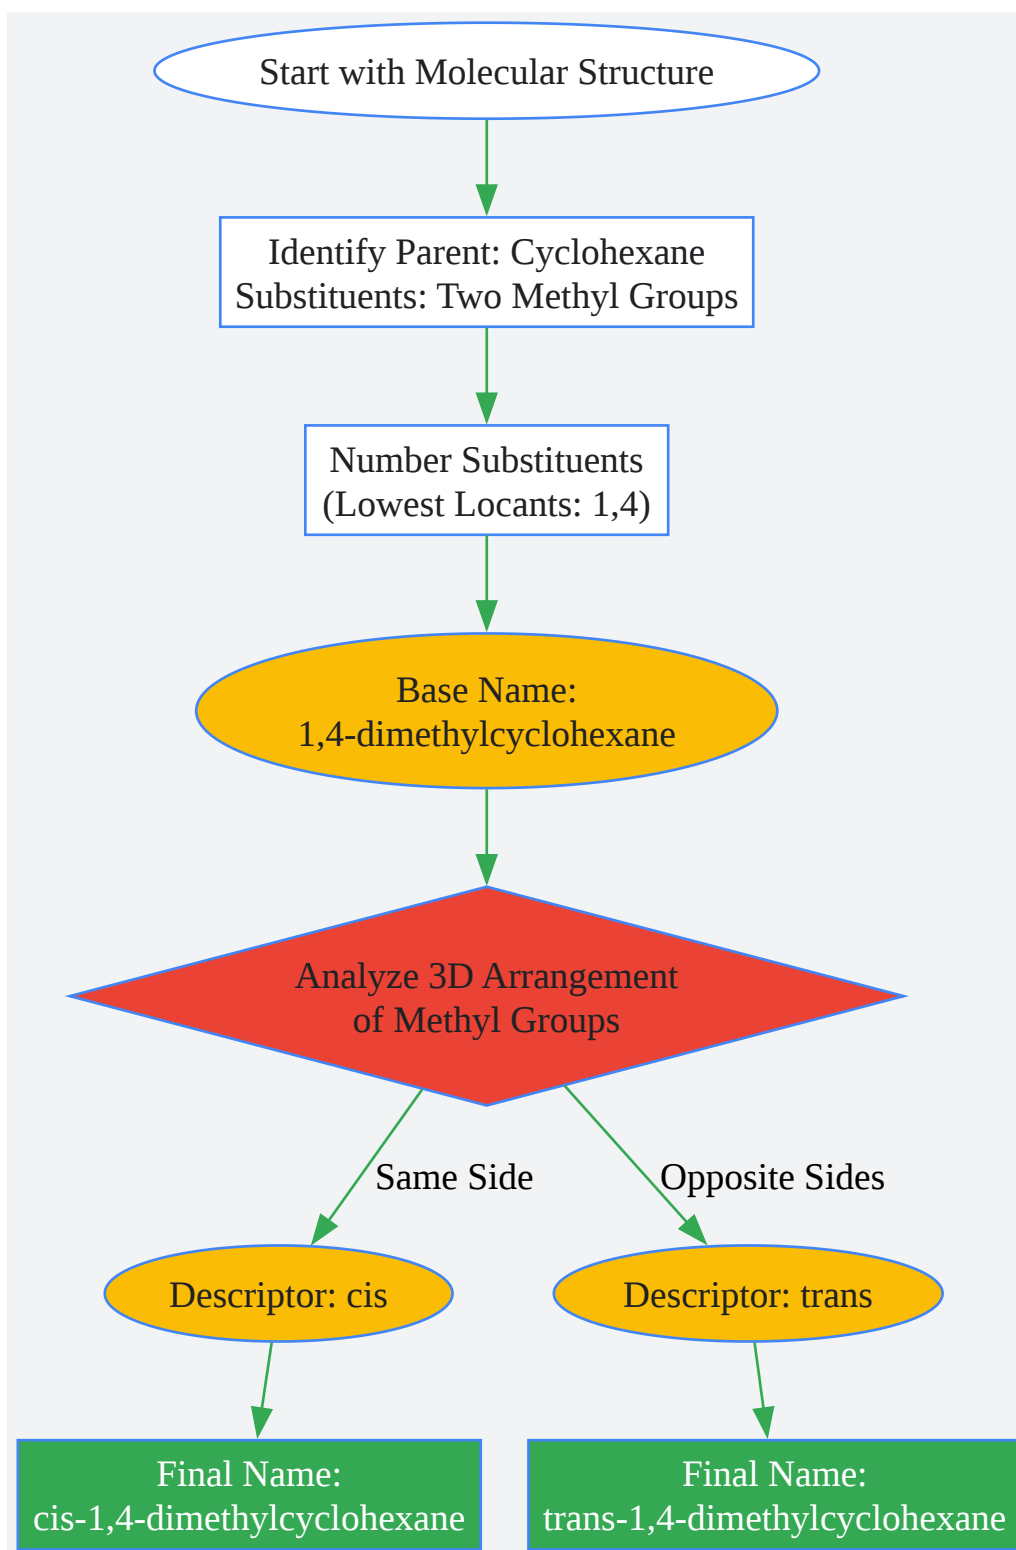 Start with Molecular Structure
Identify Parent: Cyclohexane
Substituents: Two Methyl Groups
Number Substituents
(Lowest Locants: 1,4)
Base Name:
1,4-dimethylcyclohexane
Analyze 3D Arrangement
of Methyl Groups
Same Side
Opposite Sides
Descriptor: cis
Descriptor: trans
Final Name:
cis-1,4-dimethylcyclohexane
Final Name:
trans-1,4-dimethylcyclohexane